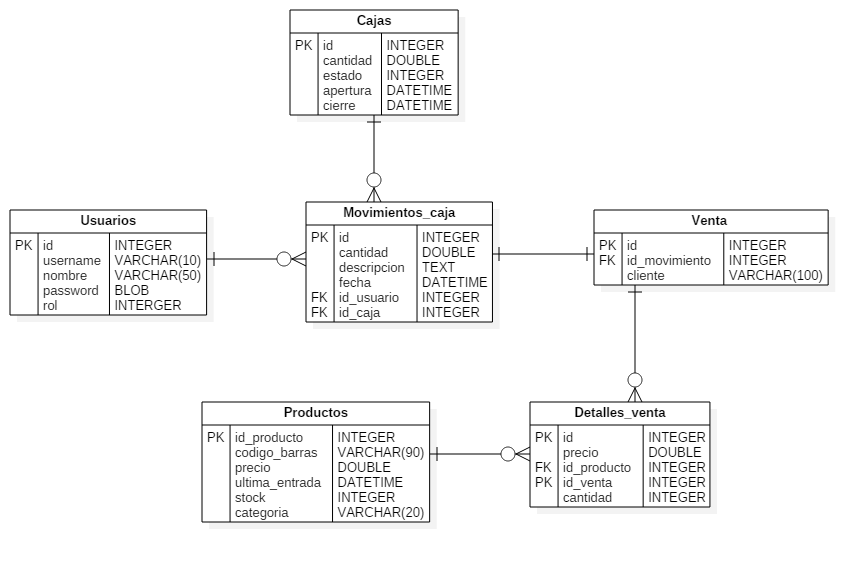 Cajas
PK id INTEGER
cantidad DOUBLE
estado INTEGER
apertura DATETIME
cierre DATETIME
Usuarios
PK id INTEGER
username VARCHAR(10)
nombre VARCHAR(50)
password BLOB
rol INTERGER
Movimientos_caja
PK id INTEGER
cantidad DOUBLE
descripcion TEXT
fecha DATETIME
FK id_usuario INTEGER
FK id_caja INTEGER
Venta
PK id INTEGER
FK id_movimiento INTEGER
cliente VARCHAR(100)
Productos
PK id_producto INTEGER
codigo_barras VARCHAR(90)
precio DOUBLE
ultima_entrada DATETIME
stock INTEGER
categoria VARCHAR(20)
Detalles_venta
PK id INTEGER
precio DOUBLE
FK id_producto INTEGER
PK id_venta INTEGER
cantidad INTEGER